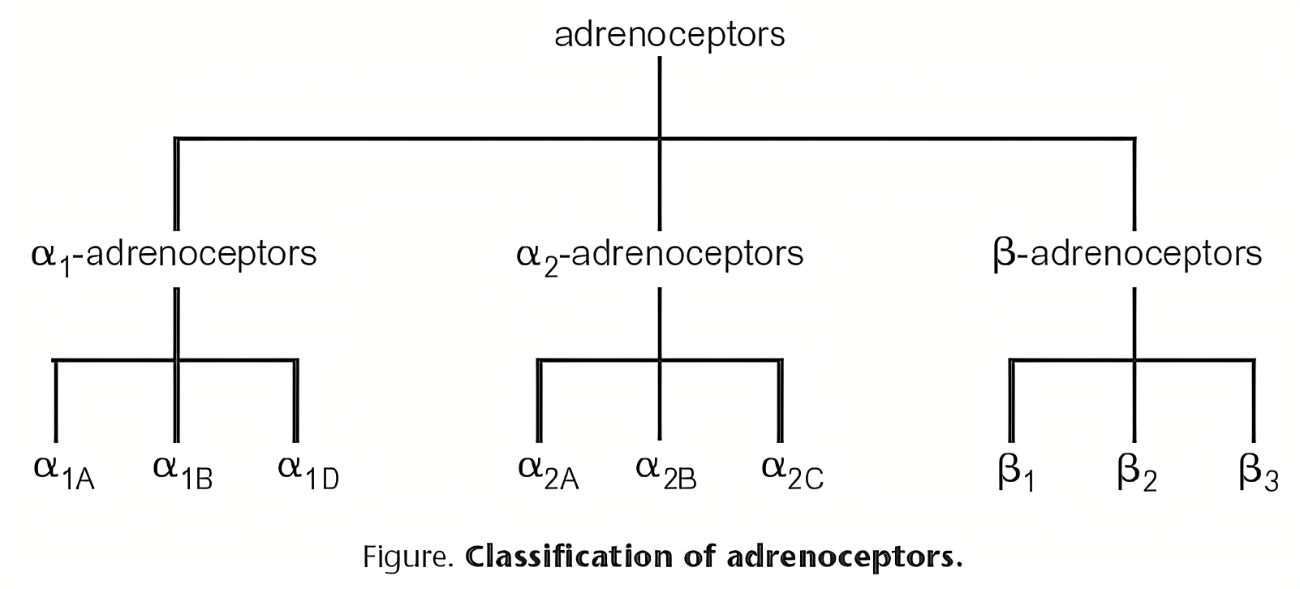 adrenoceptors
α₁-adrenoceptors α₂-adrenoceptors β-adrenoceptors
α₁A α₁B α₁D α₂A α₂B α₂C β₁ β₂ β₃
Figure. Classification of adrenoceptors.